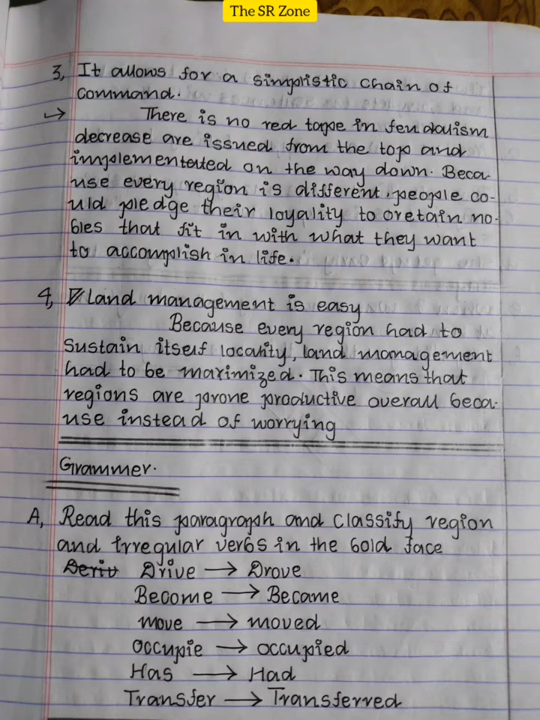 The SR Zone
3, It allows for a simplistic chain of
command.
→ There is no red tape in feudalism
decrease are issued from the top and
implementated on the way down. Beca-
use every region is different. people co-
uld pledge their loyality to cretain no-
bles that fit in with what they want
to accomplish in life.
4, Land management is easy
Because every region had to
sustain itself locality, land management
had to be marimized. This means that
regions are prone productive overall beca-
use instead of worrying
Grammer.
A, Read this paragraph and classify region
and irregular verbs in the bold face
Deriv Drive → Drove
Become → Became
move → moved
Occupie → occupied
Has → Had
Transfer → Transferred